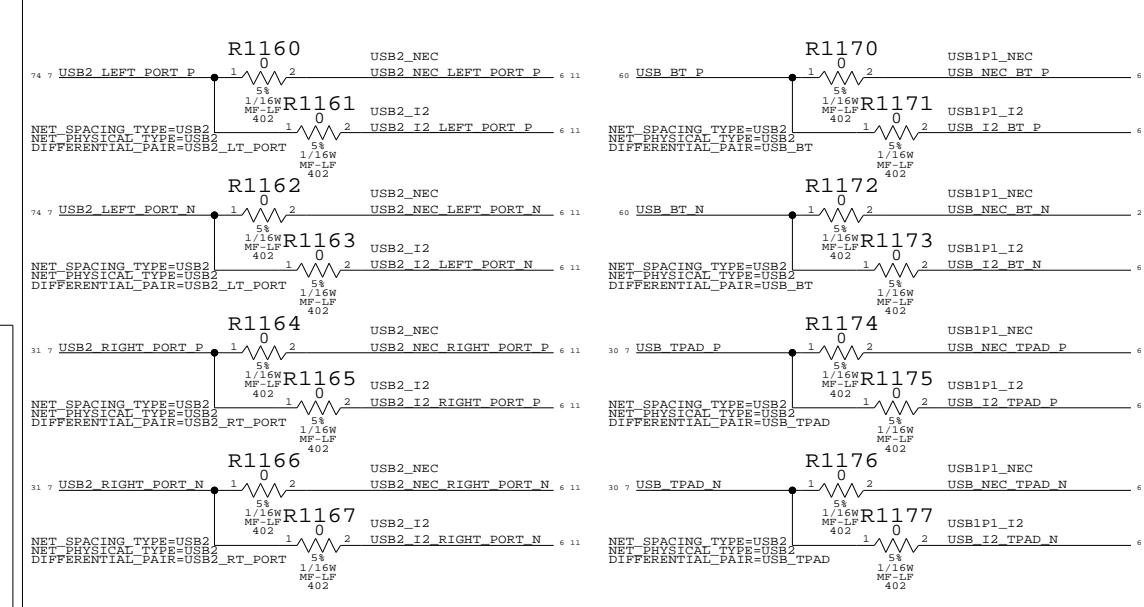 R1160
0
USB2_NEC
74 7 USB2_LEFT_PORT_P 1 2 USB2_NEC_LEFT_PORT_P 6 11
5%
1/16W
MF-LF
402
R1161
0
USB2_I2
1 2 USB2_I2_LEFT_PORT_P 6 11
NET_SPACING_TYPE=USB2
NET_PHYSICAL_TYPE=USB2
DIFFERENTIAL_PAIR=USB2_LT_PORT
5%
1/16W
MF-LF
402
R1162
0
USB2_NEC
74 7 USB2_LEFT_PORT_N 1 2 USB2_NEC_LEFT_PORT_N 6 11
5%
1/16W
MF-LF
402
R1163
0
USB2_I2
1 2 USB2_I2_LEFT_PORT_N 6 11
NET_SPACING_TYPE=USB2
NET_PHYSICAL_TYPE=USB2
DIFFERENTIAL_PAIR=USB2_LT_PORT
5%
1/16W
MF-LF
402
R1164
0
USB2_NEC
31 7 USB2_RIGHT_PORT_P 1 2 USB2_NEC_RIGHT_PORT_P 6 11
5%
1/16W
MF-LF
402
R1165
0
USB2_I2
1 2 USB2_I2_RIGHT_PORT_P 6 11
NET_SPACING_TYPE=USB2
NET_PHYSICAL_TYPE=USB2
DIFFERENTIAL_PAIR=USB2_RT_PORT
5%
1/16W
MF-LF
402
R1166
0
USB2_NEC
31 7 USB2_RIGHT_PORT_N 1 2 USB2_NEC_RIGHT_PORT_N 6 11
5%
1/16W
MF-LF
402
R1167
0
USB2_I2
1 2 USB2_I2_RIGHT_PORT_N 6 11
NET_SPACING_TYPE=USB2
NET_PHYSICAL_TYPE=USB2
DIFFERENTIAL_PAIR=USB2_RT_PORT
5%
1/16W
MF-LF
402
R1170
0
USB1P1_NEC
60 USB_BT_P 1 2 USB_NEC_BT_P 6
5%
1/16W
MF-LF
402
R1171
0
USB1P1_I2
1 2 USB_I2_BT_P 6
NET_SPACING_TYPE=USB2
NET_PHYSICAL_TYPE=USB2
DIFFERENTIAL_PAIR=USB_BT
5%
1/16W
MF-LF
402
R1172
0
USB1P1_NEC
60 USB_BT_N 1 2 USB_NEC_BT_N 2
5%
1/16W
MF-LF
402
R1173
0
USB1P1_I2
1 2 USB_I2_BT_N 6
NET_SPACING_TYPE=USB2
NET_PHYSICAL_TYPE=USB2
DIFFERENTIAL_PAIR=USB_BT
5%
1/16W
MF-LF
402
R1174
0
USB1P1_NEC
30 7 USB_TPAD_P 1 2 USB_NEC_TPAD_P 6
5%
1/16W
MF-LF
402
R1175
0
USB1P1_I2
1 2 USB_I2_TPAD_P 6
NET_SPACING_TYPE=USB2
NET_PHYSICAL_TYPE=USB2
DIFFERENTIAL_PAIR=USB_TPAD
5%
1/16W
MF-LF
402
R1176
0
USB1P1_NEC
30 7 USB_TPAD_N 1 2 USB_NEC_TPAD_N 6
5%
1/16W
MF-LF
402
R1177
0
USB1P1_I2
1 2 USB_I2_TPAD_N 6
NET_SPACING_TYPE=USB2
NET_PHYSICAL_TYPE=USB2
DIFFERENTIAL_PAIR=USB_TPAD
5%
1/16W
MF-LF
402